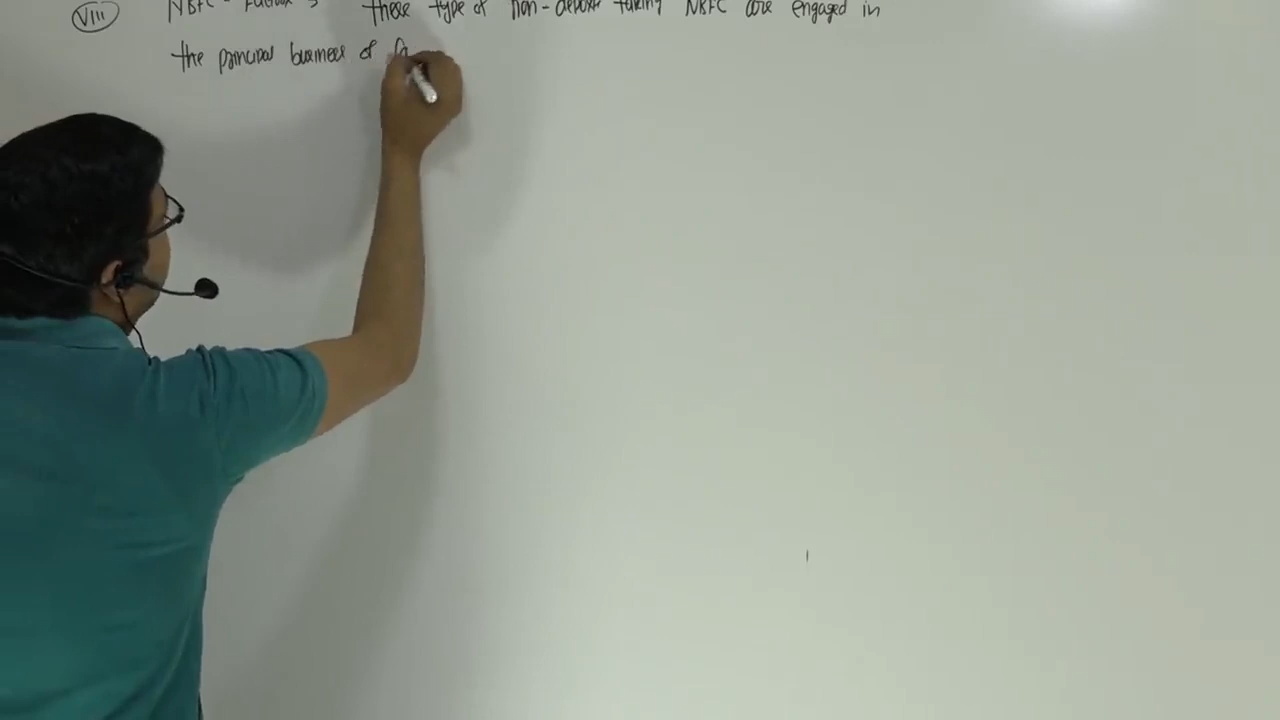 VIII NBFC - Factor : These type of non-deposit taking NBFC are engaged in
the principal business of